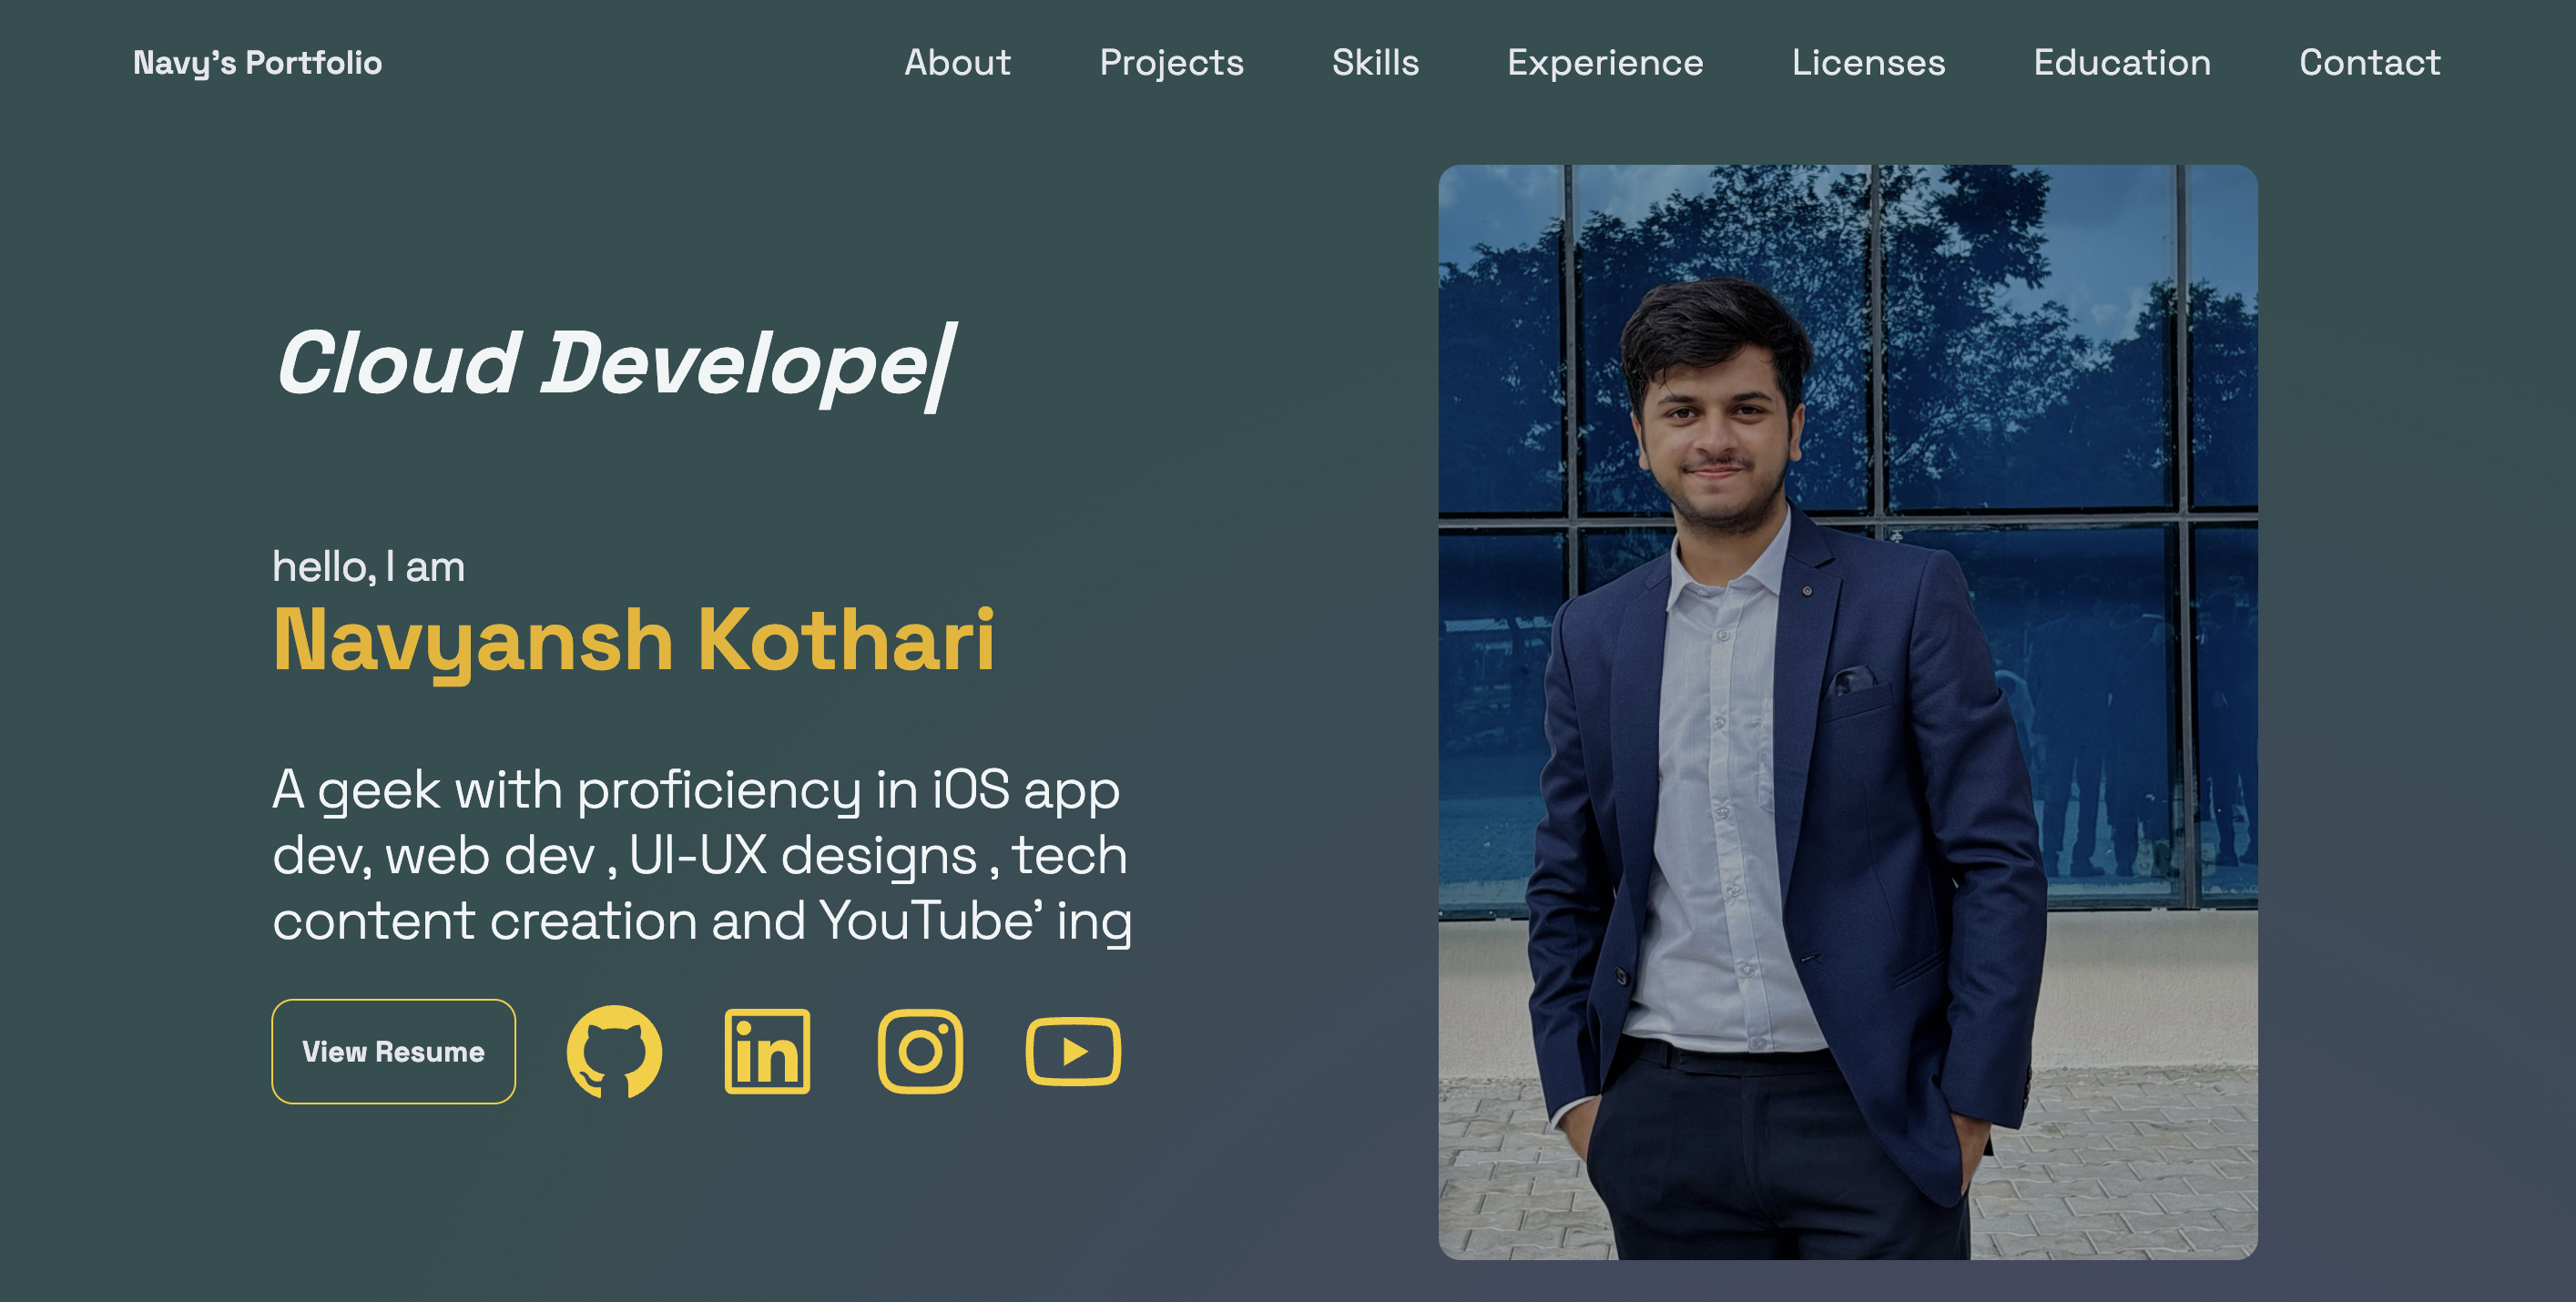 Navy's Portfolio
About Projects Skills Experience Licenses Education Contact
Cloud Develope|
hello, I am
Navyansh Kothari
A geek with proficiency in iOS app
dev, web dev , UI-UX designs , tech
content creation and YouTube' ing
View Resume
in